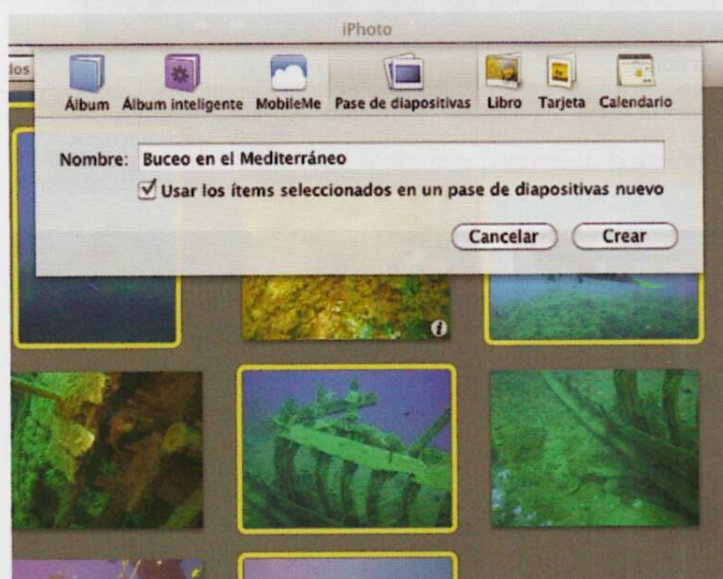 iPhoto
los
Álbum Álbum inteligente MobileMe Pase de diapositivas Libro Tarjeta Calendario
Nombre: Buceo en el Mediterráneo
Usar los ítems seleccionados en un pase de diapositivas nuevo
Cancelar Crear